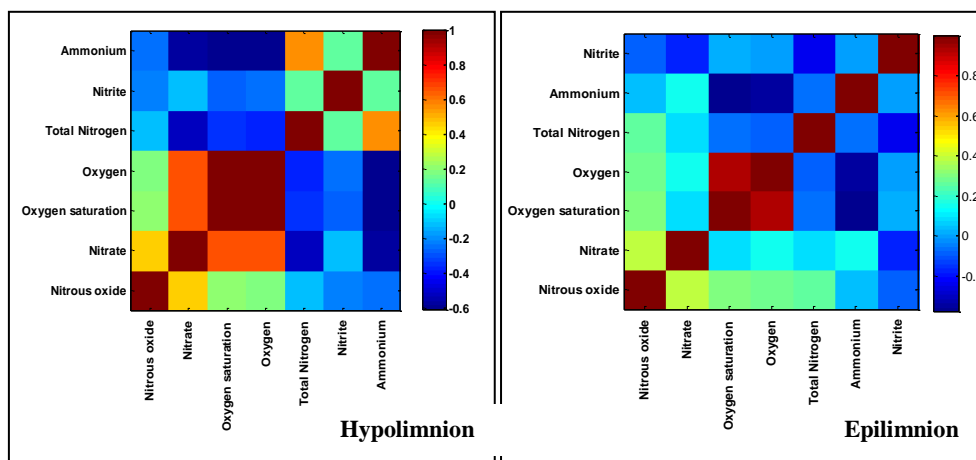 Ammonium
Nitrite
Total Nitrogen
Oxygen
Oxygen saturation
Nitrate
Nitrous oxide
Nitrous oxide
Nitrate
Oxygen saturation
Oxygen
Total Nitrogen
Nitrite
Ammonium
1
0.8
0.6
0.4
0.2
0
-0.2
-0.4
-0.6
Hypolimnion
Nitrite
Ammonium
Total Nitrogen
Oxygen
Oxygen saturation
Nitrate
Nitrous oxide
Nitrous oxide
Nitrate
Oxygen saturation
Oxygen
Total Nitrogen
Ammonium
Nitrite
0.8
0.6
0.4
0.2
0
Epilimnion